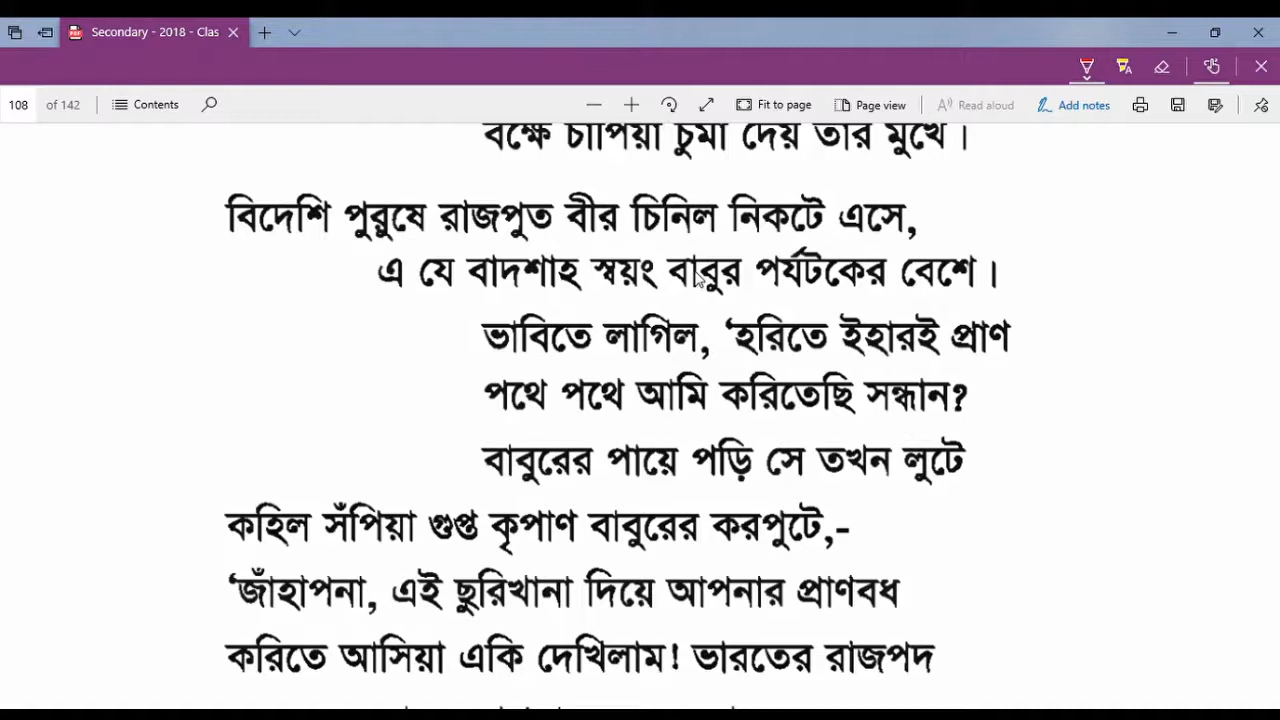 Secondary - 2018 - Clas
108 of 142 Contents Fit to page Page view Read aloud Add notes
বক্ষে চাপিয়া চুমা দেয় তার মুখে।
বিদেশি পুরুষে রাজপুত বীর চিনিল নিকটে এসে,
এ যে বাদশাহ স্বয়ং বাবুর পর্যটকের বেশে।
ভাবিতে লাগিল, ‘হরিতে ইহারই প্রাণ
পথে পথে আমি করিতেছি সন্ধান?
বাবুরের পায়ে পড়ি সে তখন লুটে
কহিল সঁপিয়া গুপ্ত কৃপাণ বাবুরের করপুটে,-
‘জাঁহাপনা, এই ছুরিখানা দিয়ে আপনার প্রাণবধ
করিতে আসিয়া একি দেখিলাম! ভারতের রাজপদ